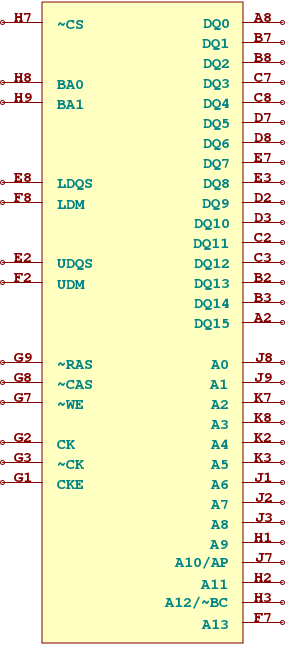 H7 ~CS DQ0 A8
DQ1 B7
DQ2 B8
H8 BA0 DQ3 C7
H9 BA1 DQ4 C8
DQ5 D7
DQ6 D8
DQ7 E7
E8 LDQS DQ8 E3
F8 LDM DQ9 D2
DQ10 D3
DQ11 C2
E2 UDQS DQ12 C3
F2 UDM DQ13 B2
DQ14 B3
DQ15 A2
G9 ~RAS A0 J8
G8 ~CAS A1 J9
G7 ~WE A2 K7
A3 K8
G2 CK A4 K2
G3 ~CK A5 K3
G1 CKE A6 J1
A7 J2
A8 J3
A9 H1
A10/AP J7
A11 H2
A12/~BC H3
A13 F7